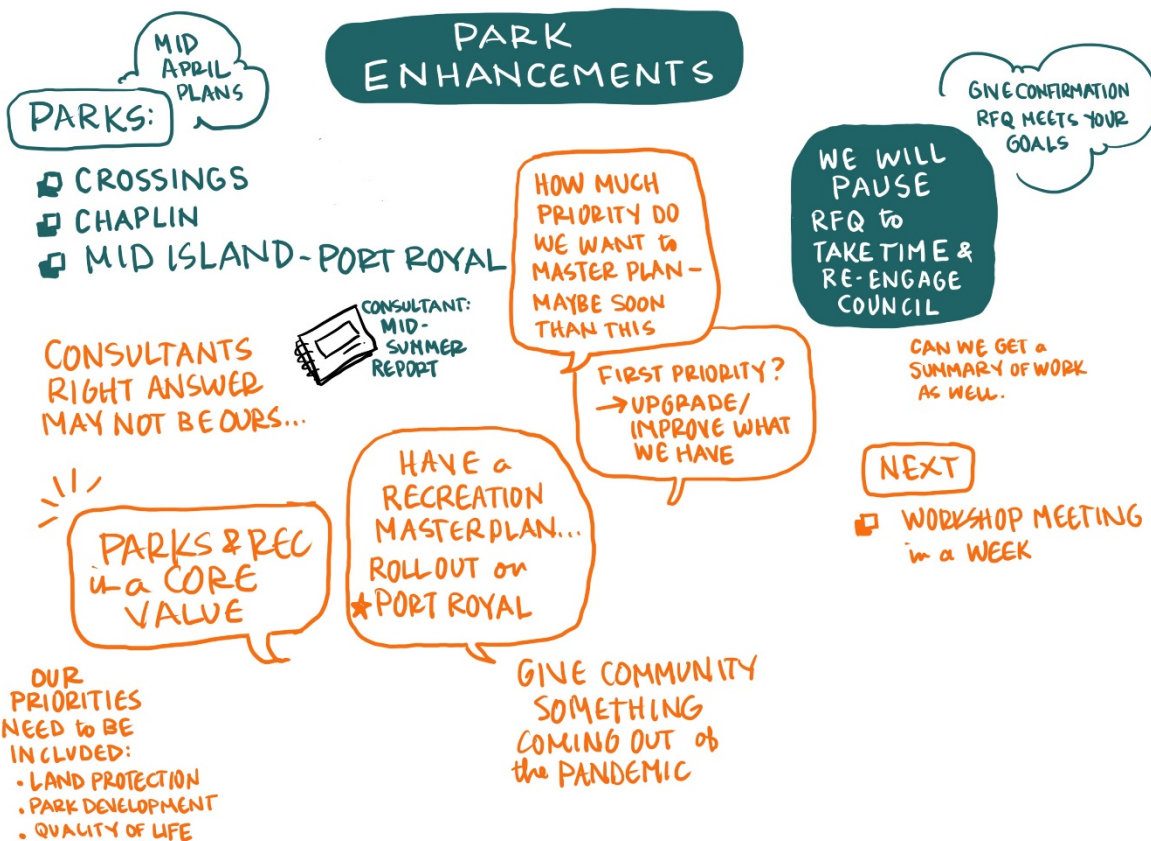 PARK
ENHANCEMENTS
MID
APRIL
PLANS
PARKS:
CROSSINGS
CHAPLIN
MID ISLAND - PORT ROYAL
CONSULTANT:
MID-
SUMMER
REPORT
CONSULTANTS
RIGHT ANSWER
MAY NOT BE OURS...
HOW MUCH
PRIORITY DO
WE WANT to
MASTER PLAN -
MAYBE SOON
THAN THIS
FIRST PRIORITY?
→ UPGRADE/
IMPROVE WHAT
WE HAVE
GIVE CONFIRMATION
RFQ MEETS YOUR
GOALS
WE WILL
PAUSE
RFQ to
TAKE TIME &
RE-ENGAGE
COUNCIL
CAN WE GET a
SUMMARY OF WORK
AS WELL.
NEXT
WORKSHOP MEETING
in a WEEK
PARKS & REC
is a CORE
VALUE
HAVE a
RECREATION
MASTERPLAN...
ROLLOUT on
★ PORT ROYAL
OUR
PRIORITIES
NEED to BE
INCLUDED:
• LAND PROTECTION
• PARK DEVELOPMENT
• QUALITY OF LIFE
GIVE COMMUNITY
SOMETHING
COMING OUT of
the PANDEMIC